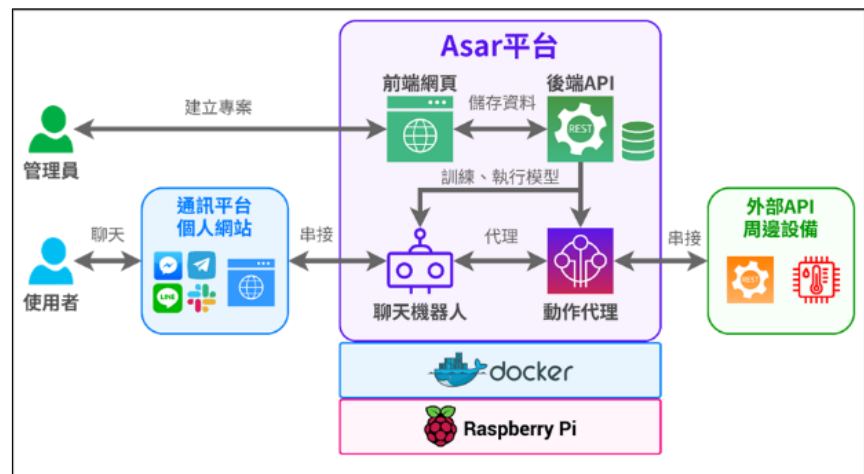 Asar平台
前端網頁
後端API
建立專案
儲存資料
REST
管理員
訓練、執行模型
通訊平台
個人網站
外部API
周邊設備
聊天
串接
代理
串接
LINE
REST
使用者
聊天機器人
動作代理
docker
Raspberry Pi